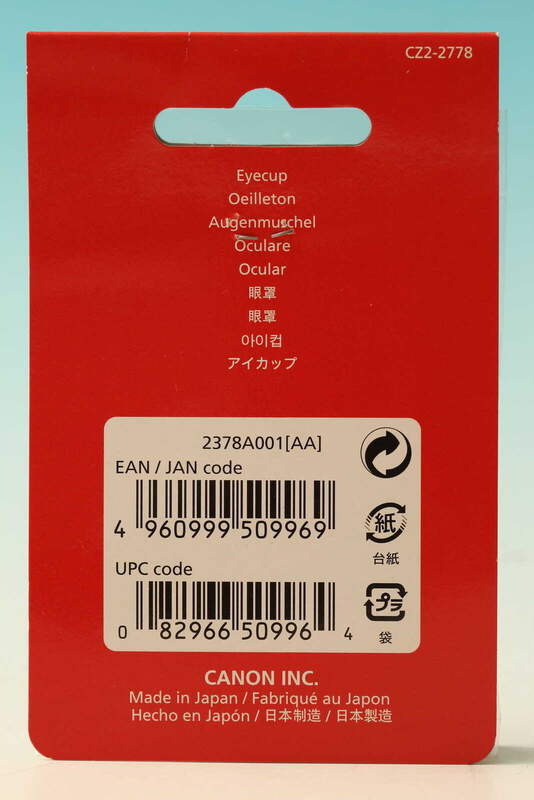 CZ2-2778
Eyecup
Oeilleton
Augenmuschel
Oculare
Ocular
眼罩
眼罩
아이컵
アイカップ
2378A001[AA]
EAN / JAN code
4 960999 509969
紙
台紙
UPC code
プラ
0 82966 50996 4
袋
CANON INC.
Made in Japan / Fabriqué au Japon
Hecho en Japón / 日本制造 / 日本製造